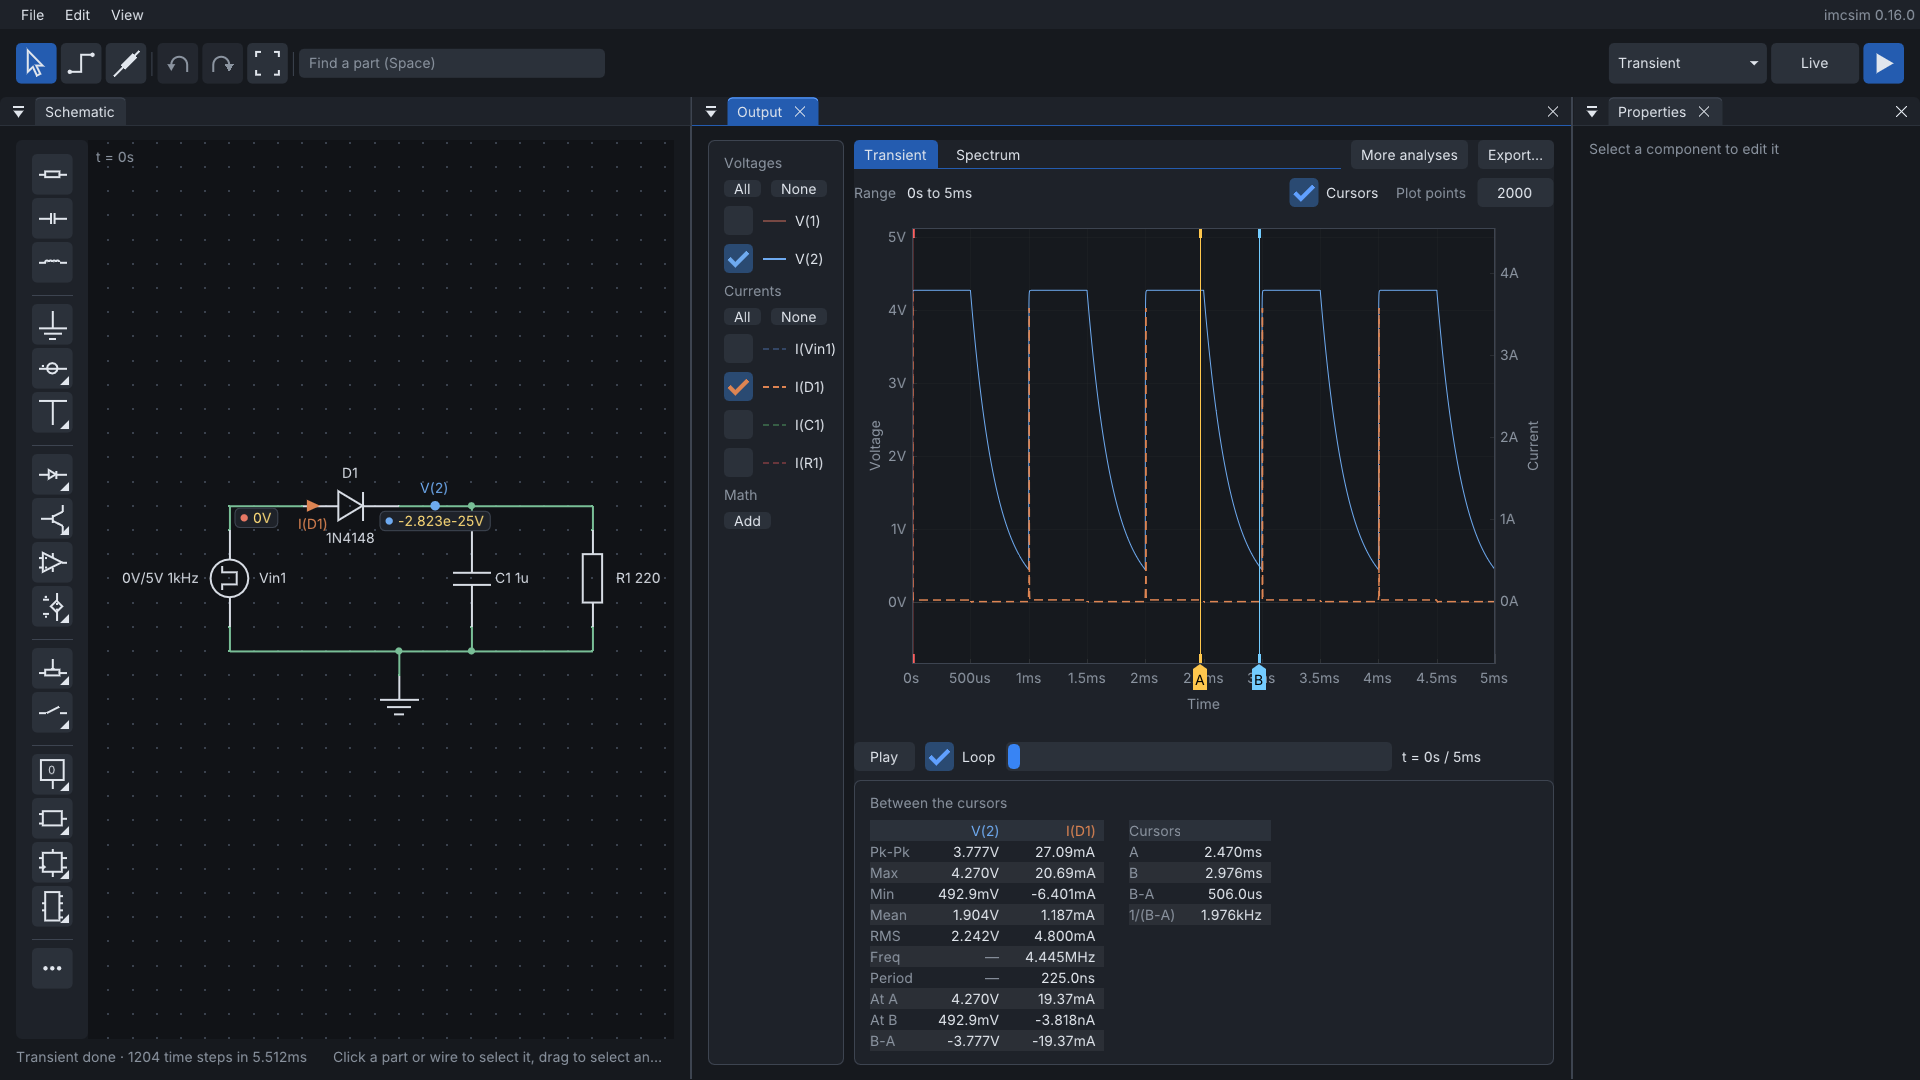 File Edit View
imcsim 0.16.0
Find a part (Space)
Transient
Live
Schematic
t = 0s
D1
V(2)
0V
I(D1)
-2.823e-25V
1N4148
0V/5V 1kHz
Vin1
C1 1u
R1 220
0
Transient done · 1204 time steps in 5.512ms
Click a part or wire to select it, drag to select an...
Output
Voltages
All None
V(1)
V(2)
Currents
All None
I(Vin1)
I(D1)
I(C1)
I(R1)
Math
Add
Transient Spectrum
More analyses
Export...
Range 0s to 5ms
Cursors
Plot points 2000
5V
4V
3V
2V
1V
0V
Voltage
4A
3A
2A
1A
0A
Current
0s 500us 1ms 1.5ms 2ms A B 3.5ms 4ms 4.5ms 5ms
Time
Play
Loop
t = 0s / 5ms
Between the cursors
V(2) I(D1)
Pk-Pk 3.777V 27.09mA
Max 4.270V 20.69mA
Min 492.9mV -6.401mA
Mean 1.904V 1.187mA
RMS 2.242V 4.800mA
Freq — 4.445MHz
Period — 225.0ns
At A 4.270V 19.37mA
At B 492.9mV -3.818nA
B-A -3.777V -19.37mA
Cursors
A 2.470ms
B 2.976ms
B-A 506.0us
1/(B-A) 1.976kHz
Properties
Select a component to edit it